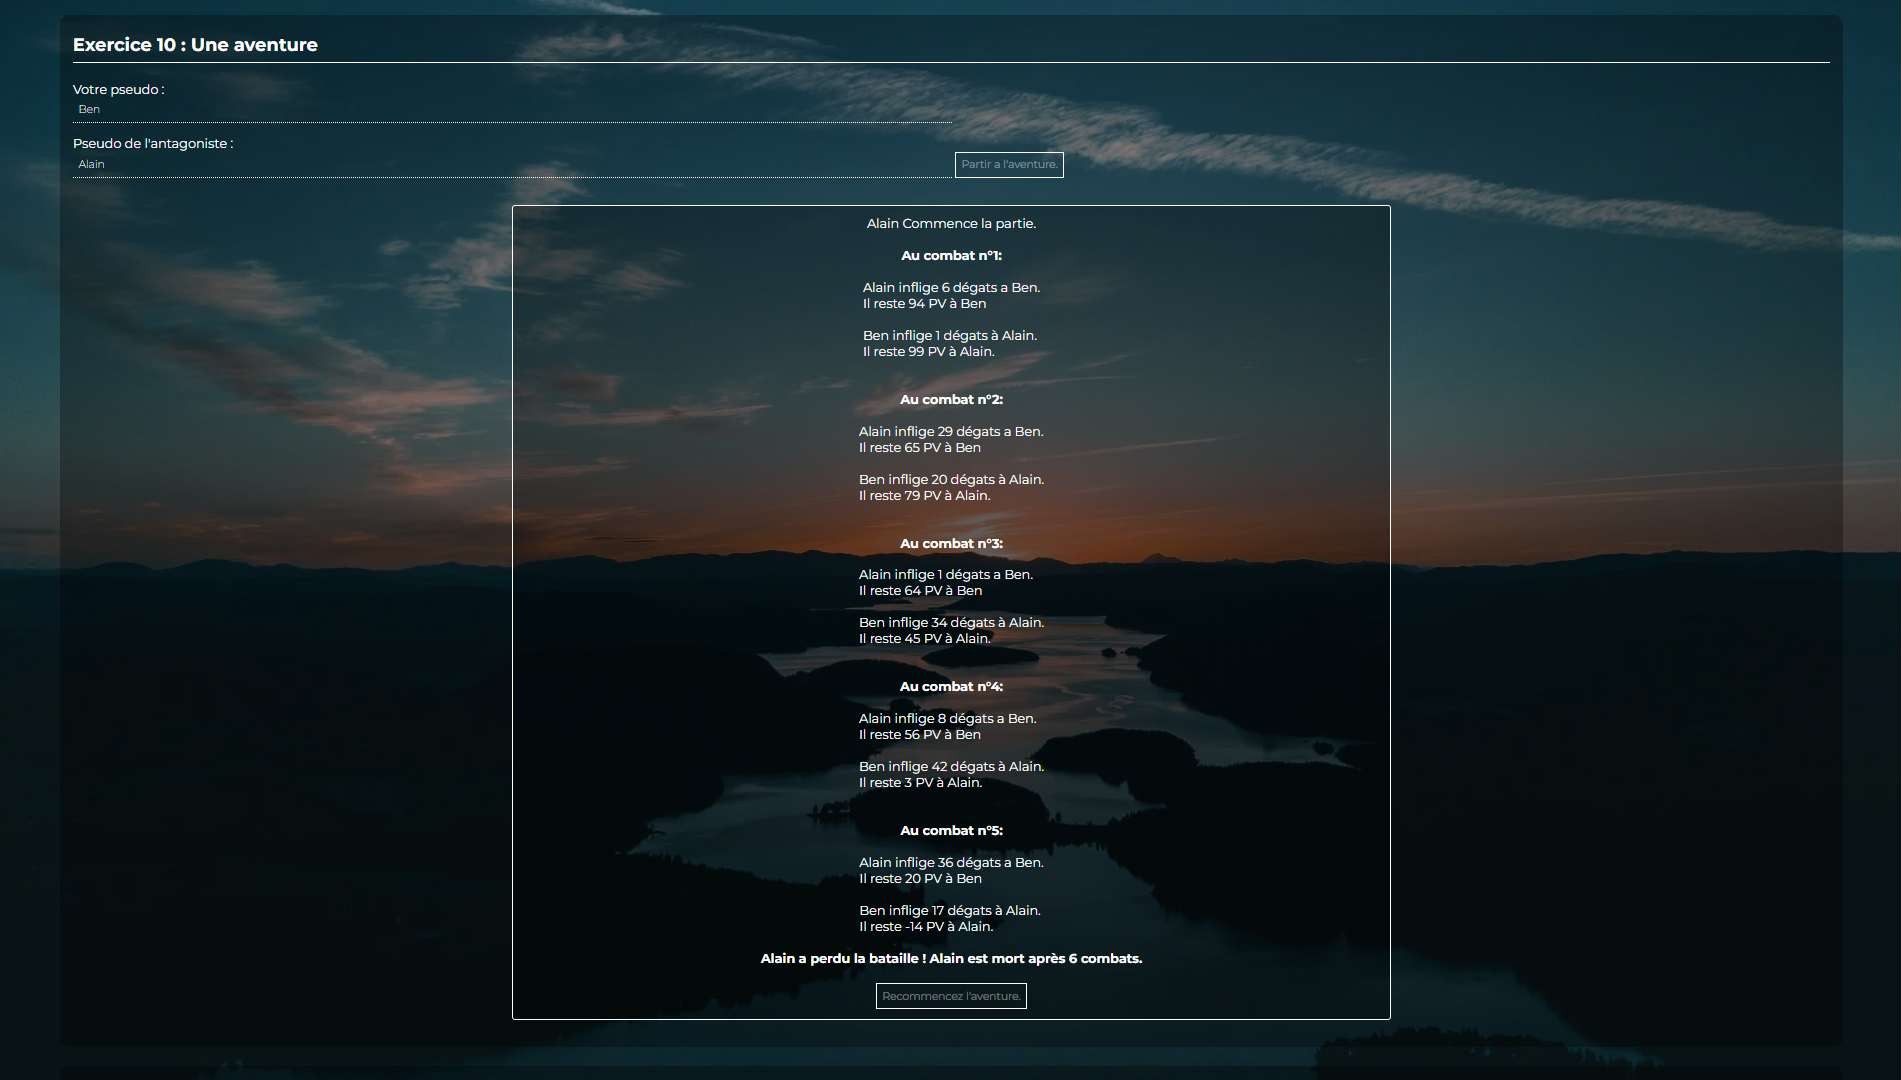 Exercice 10 : Une aventure
Votre pseudo :
Ben
Pseudo de l'antagoniste :
Alain
Partir a l'aventure.
Alain Commence la partie.
Au combat n°1:
Alain inflige 6 dégats a Ben.
Il reste 94 PV à Ben
Ben inflige 1 dégats à Alain.
Il reste 99 PV à Alain.
Au combat n°2:
Alain inflige 29 dégats a Ben.
Il reste 65 PV à Ben
Ben inflige 20 dégats à Alain.
Il reste 79 PV à Alain.
Au combat n°3:
Alain inflige 1 dégats a Ben.
Il reste 64 PV à Ben
Ben inflige 34 dégats à Alain.
Il reste 45 PV à Alain.
Au combat n°4:
Alain inflige 8 dégats a Ben.
Il reste 56 PV à Ben
Ben inflige 42 dégats à Alain.
Il reste 3 PV à Alain.
Au combat n°5:
Alain inflige 36 dégats a Ben.
Il reste 20 PV à Ben
Ben inflige 17 dégats à Alain.
Il reste -14 PV à Alain.
Alain a perdu la bataille ! Alain est mort après 6 combats.
Recommencez l'aventure.